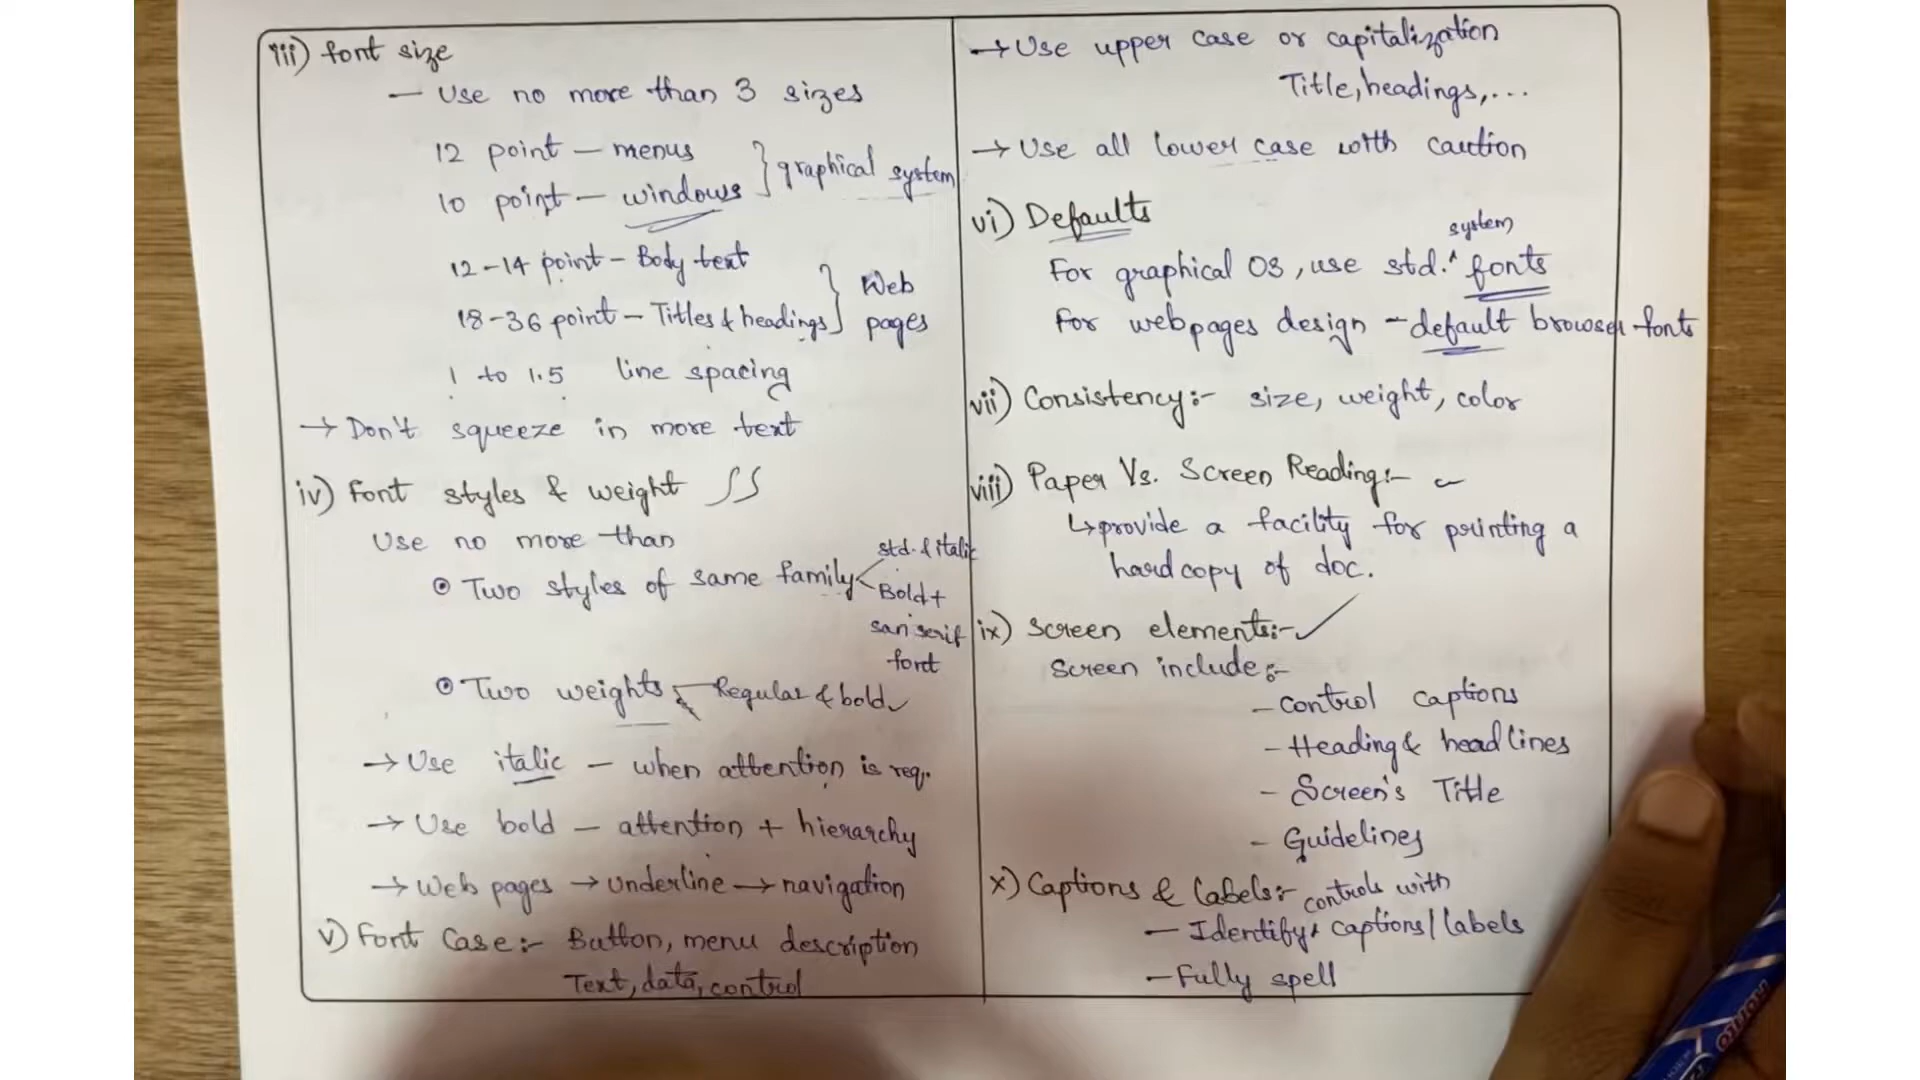 iii) font size
— Use no more than 3 sizes
12 point — menus
10 point — windows
} graphical system
12-14 point - Body text
18-36 point - Titles & headings
} Web pages
1 to 1.5 line spacing
→ Don't squeeze in more text
iv) Font styles & weight
Use no more than
⊙ Two styles of same family < std. & italic
Bold +
san serif
font
⊙ Two weights Regular & bold
→ Use italic — when attention is req.
→ Use bold — attention + hierarchy
→ Web pages → underline → navigation
v) Font Case:- Button, menu description
Text, data, control
→ Use upper case or capitalization
Title, headings,...
→ Use all lower case with caution
vi) Defaults
For graphical OS, use std. ^ system fonts
For webpages design - default browser fonts
vii) Consistency:- size, weight, color
viii) Paper Vs. Screen Reading:-
↳ provide a facility for printing a
hard copy of doc.
ix) Screen elements:- ✓
Screen include:-
- Control captions
- Heading & headlines
- Screen's Title
- Guidelines
x) Captions & Labels:-
— Identify ^ controls with captions/labels
— Fully spell